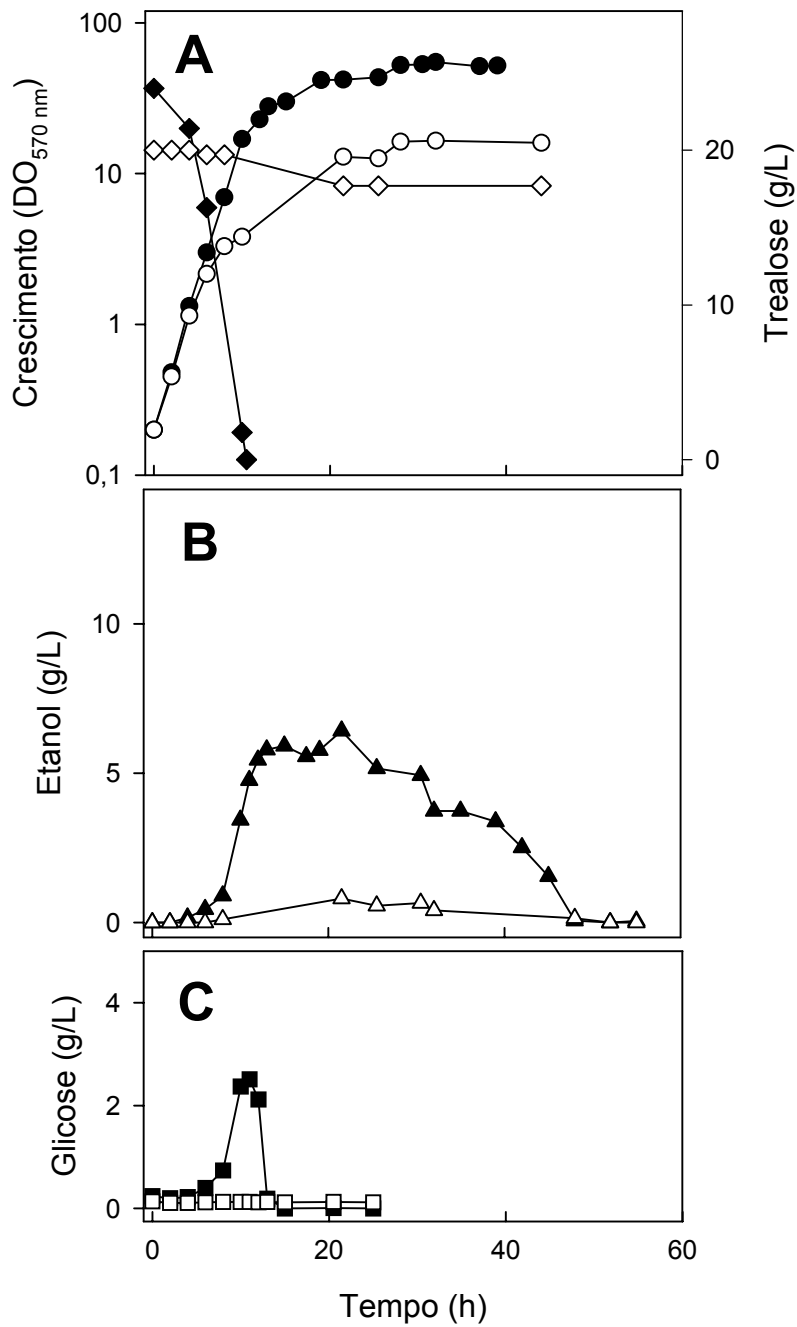 A
100
10
1
0,1
Crescimento (DO570 nm)
20
10
0
Trealose (g/L)
B
10
5
0
Etanol (g/L)
C
4
2
0
Glicose (g/L)
0 20 40 60
Tempo (h)